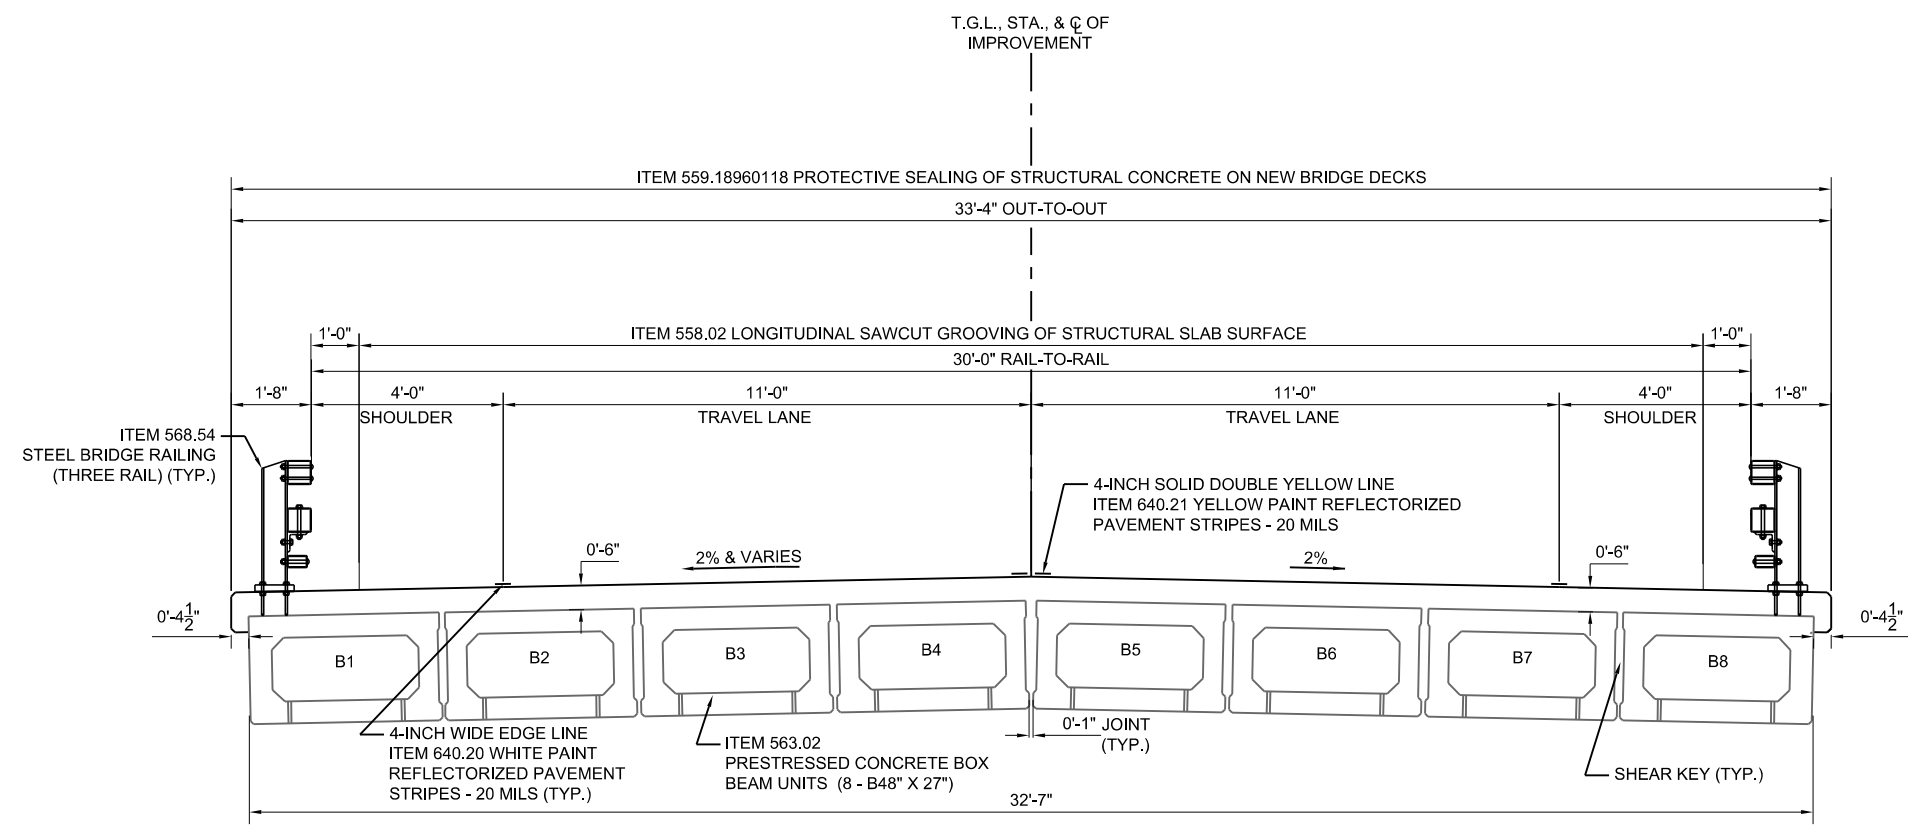 T.G.L., STA., & ℄ OF
IMPROVEMENT
ITEM 559.18960118 PROTECTIVE SEALING OF STRUCTURAL CONCRETE ON NEW BRIDGE DECKS
33'-4" OUT-TO-OUT
1'-0"
ITEM 558.02 LONGITUDINAL SAWCUT GROOVING OF STRUCTURAL SLAB SURFACE
1'-0"
30'-0" RAIL-TO-RAIL
1'-8"
4'-0"
SHOULDER
11'-0"
TRAVEL LANE
11'-0"
TRAVEL LANE
4'-0"
SHOULDER
1'-8"
ITEM 568.54
STEEL BRIDGE RAILING
(THREE RAIL) (TYP.)
4-INCH SOLID DOUBLE YELLOW LINE
ITEM 640.21 YELLOW PAINT REFLECTORIZED
PAVEMENT STRIPES - 20 MILS
0'-6"
2% & VARIES
2%
0'-6"
0'-4½"
0'-4½"
B1
B2
B3
B4
B5
B6
B7
B8
4-INCH WIDE EDGE LINE
ITEM 640.20 WHITE PAINT
REFLECTORIZED PAVEMENT
STRIPES - 20 MILS (TYP.)
ITEM 563.02
PRESTRESSED CONCRETE BOX
BEAM UNITS (8 - B48" X 27")
0'-1" JOINT
(TYP.)
SHEAR KEY (TYP.)
32'-7"